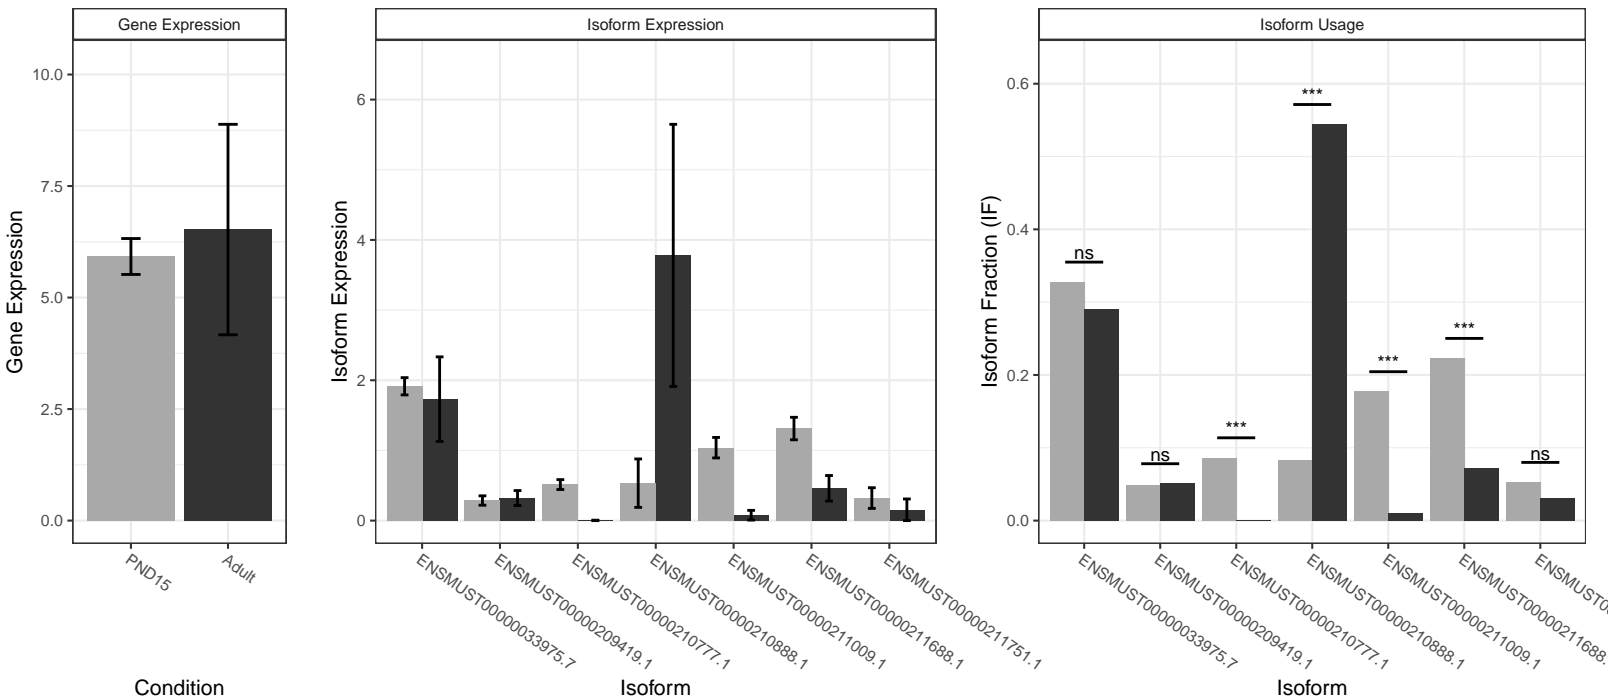 Gene Expression
Isoform Expression
Isoform Usage
Gene Expression
10.0
7.5
5.0
2.5
0.0
PND15
Adult
Condition
Isoform Expression
6
4
2
0
ENSMUST00000033975.7
ENSMUST00000209419.1
ENSMUST00000210777.1
ENSMUST00000210888.1
ENSMUST00000211009.1
ENSMUST00000211688.1
ENSMUST00000211751.1
Isoform
Isoform Fraction (IF)
0.6
0.4
0.2
0.0
ns
ns
***
***
***
***
ns
ENSMUST00000033975.7
ENSMUST00000209419.1
ENSMUST00000210777.1
ENSMUST00000210888.1
ENSMUST00000211009.1
ENSMUST00000211688.
Isoform